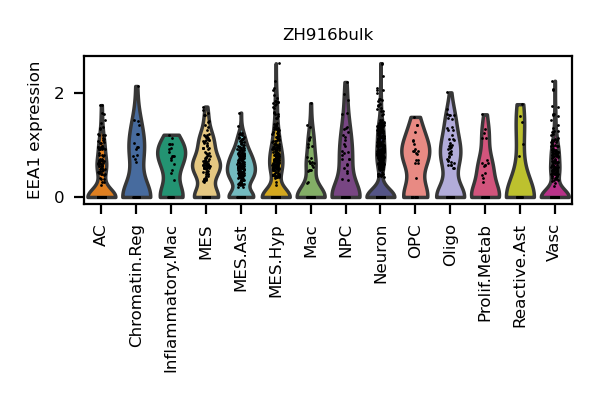 ZH916bulk
EEA1 expression
2
0
AC
Chromatin.Reg
Inflammatory.Mac
MES
MES.Ast
MES.Hyp
Mac
NPC
Neuron
OPC
Oligo
Prolif.Metab
Reactive.Ast
Vasc